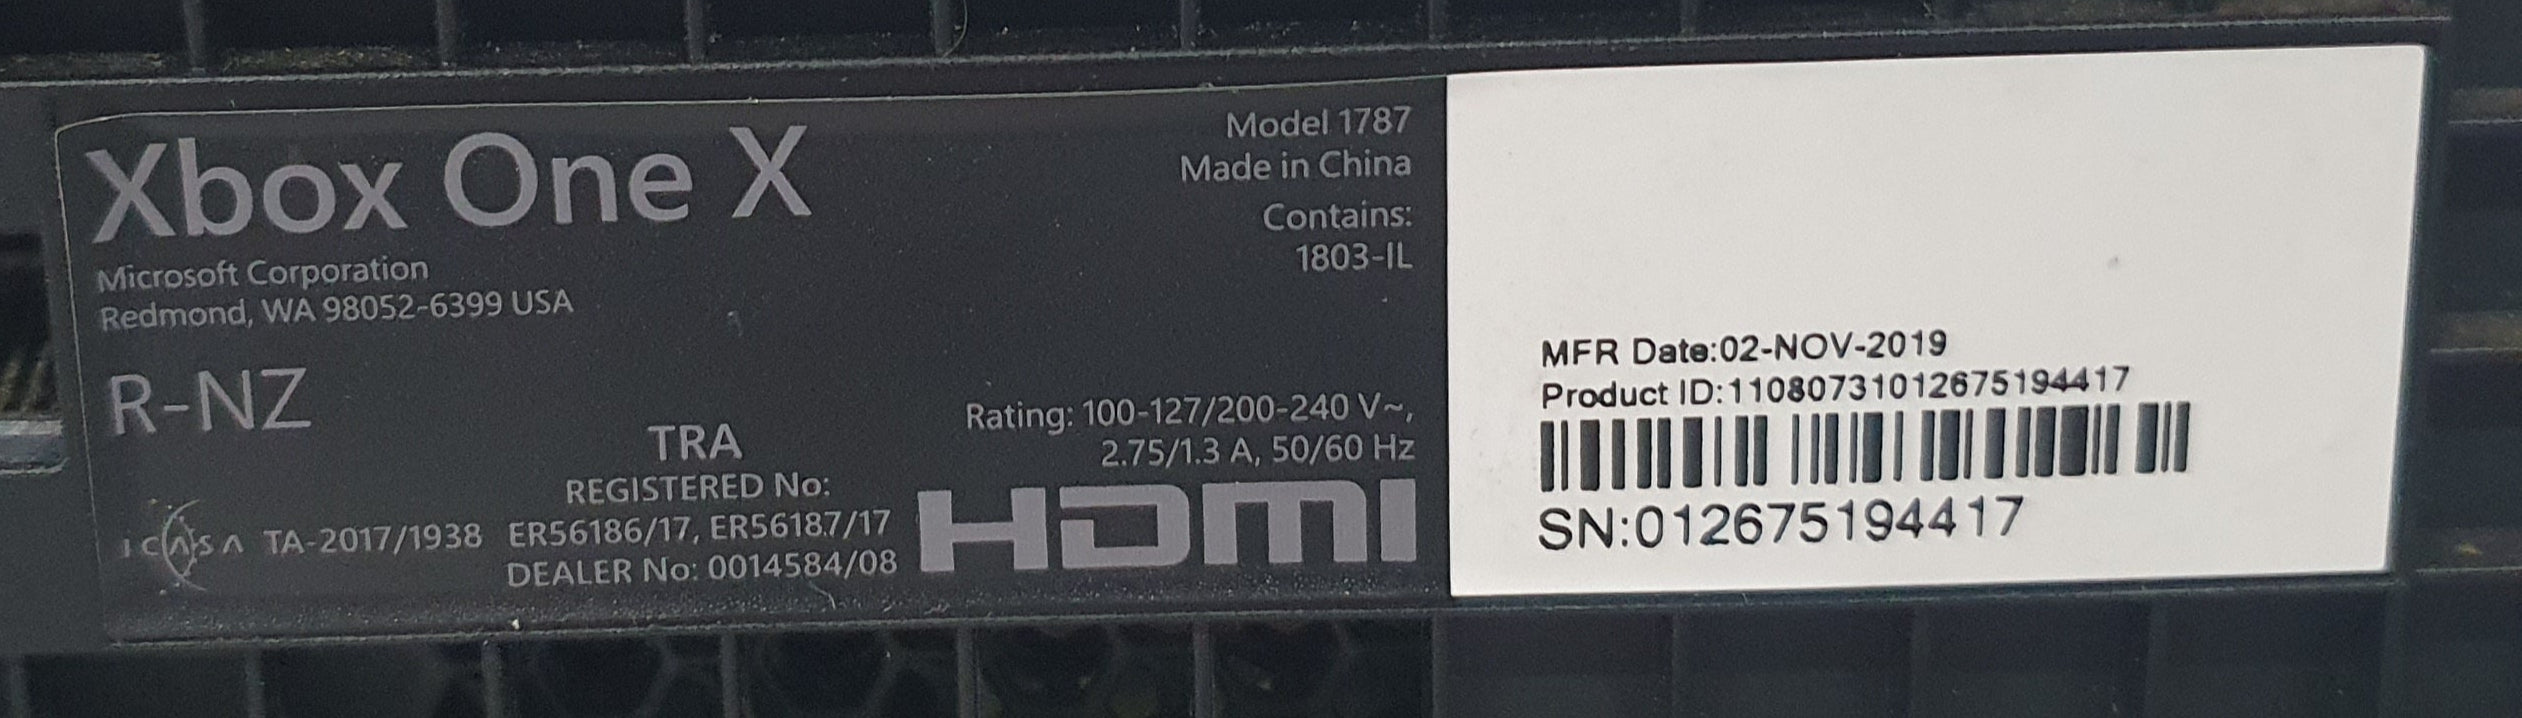 Xbox One X
Microsoft Corporation
Redmond, WA 98052-6399 USA
R-NZ
ICASA TA-2017/1938
TRA
REGISTERED No:
ER56186/17, ER56187/17
DEALER No: 0014584/08
Model 1787
Made in China
Contains:
1803-IL
Rating: 100-127/200-240 V~,
2.75/1.3 A, 50/60 Hz
HDMI
MFR Date:02-NOV-2019
Product ID:11080731012675194417
SN:012675194417